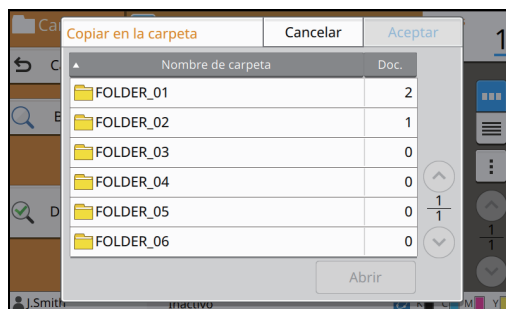 Copiar en la carpeta
Cancelar
Aceptar
1
Nombre de carpeta
Doc.
FOLDER_01
2
FOLDER_02
1
FOLDER_03
0
FOLDER_04
0
FOLDER_05
0
FOLDER_06
0
1
1
1
1
Abrir
J.Smith
Inactivo
K
C
M
Y